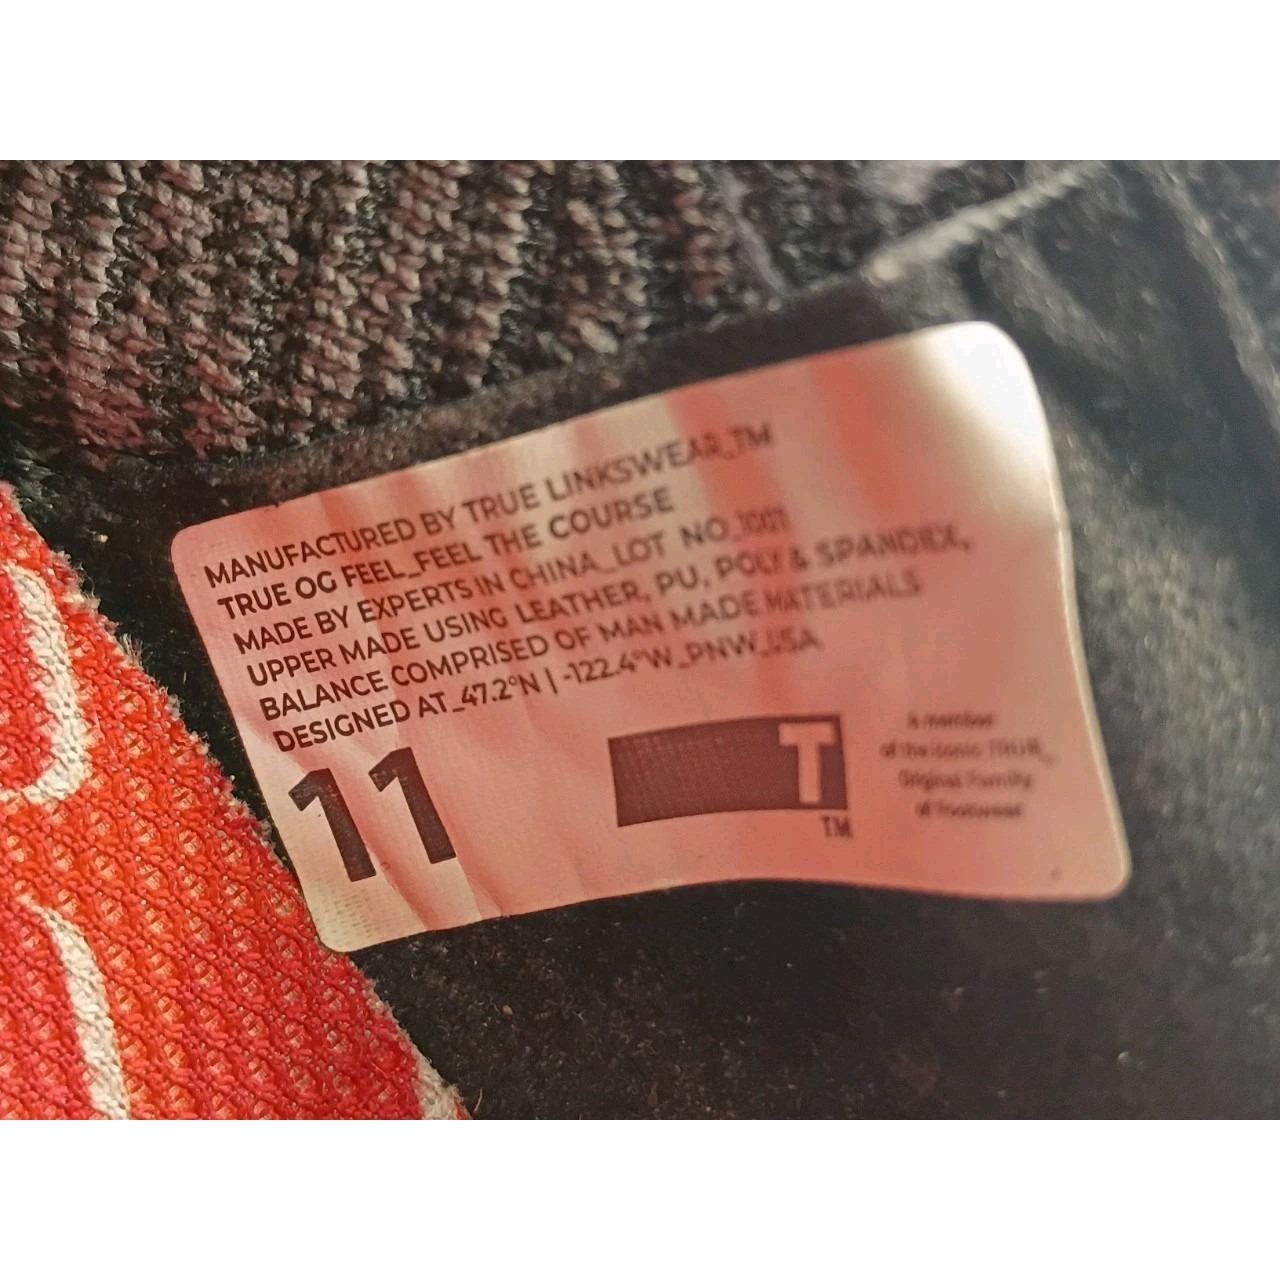 MANUFACTURED BY TRUE LINKSWEAR_TM
TRUE OG FEEL_FEEL THE COURSE
MADE BY EXPERTS IN CHINA_LOT NO_1001
UPPER MADE USING LEATHER, PU, POLY & SPANDEX,
BALANCE COMPRISED OF MAN MADE MATERIALS
DESIGNED AT_47.2°N | -122.4°W_PNW_USA
11
T
TM
A member
of the iconic TRUE_
Original Family
of Footwear